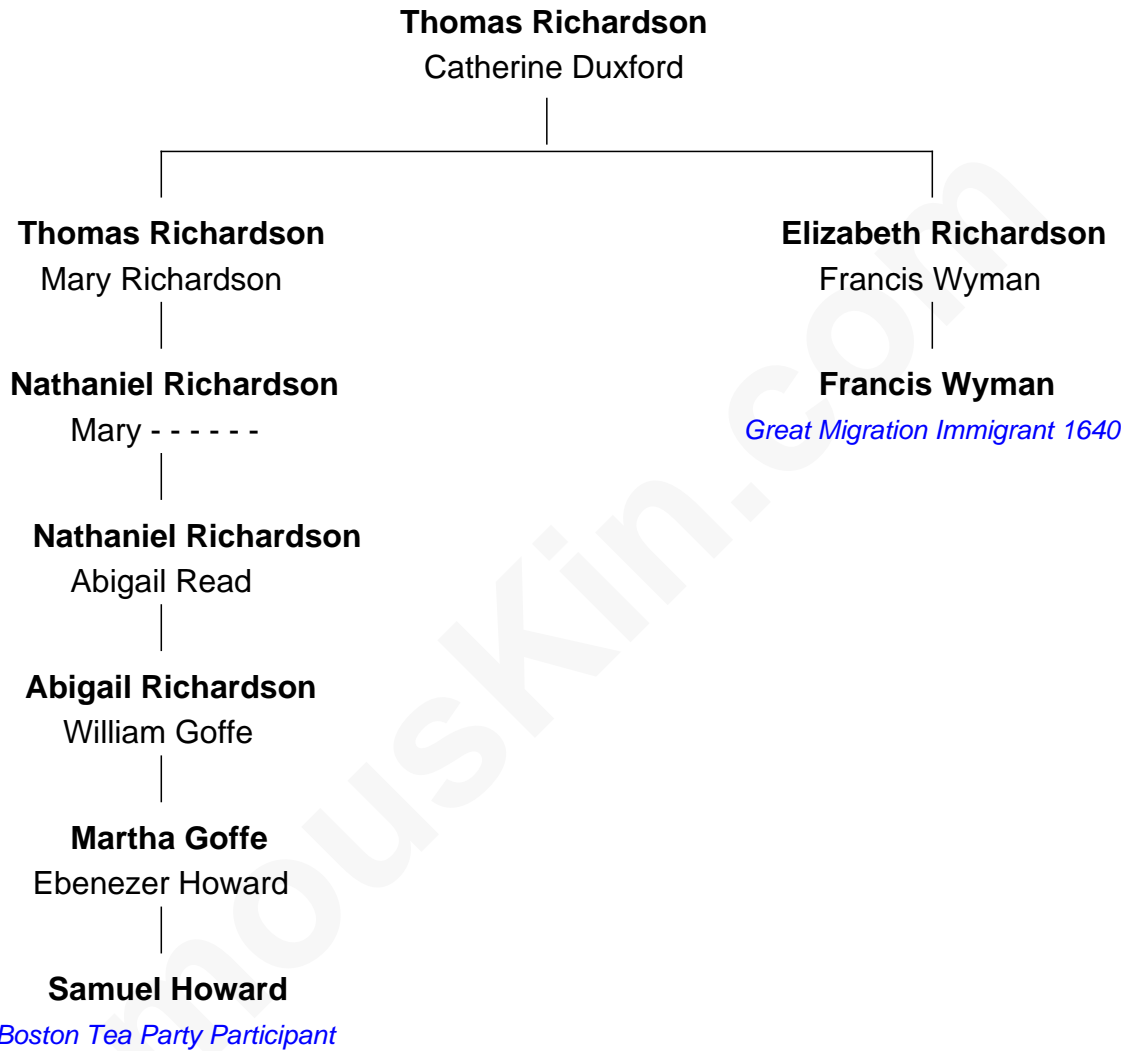 Thomas Richardson
Catherine Duxford
Thomas Richardson
Mary Richardson
Elizabeth Richardson
Francis Wyman
Nathaniel Richardson
Mary - - - - - -
Francis Wyman
Great Migration Immigrant 1640
Nathaniel Richardson
Abigail Read
Abigail Richardson
William Goffe
Martha Goffe
Ebenezer Howard
Samuel Howard
Boston Tea Party Participant
mouskin.com